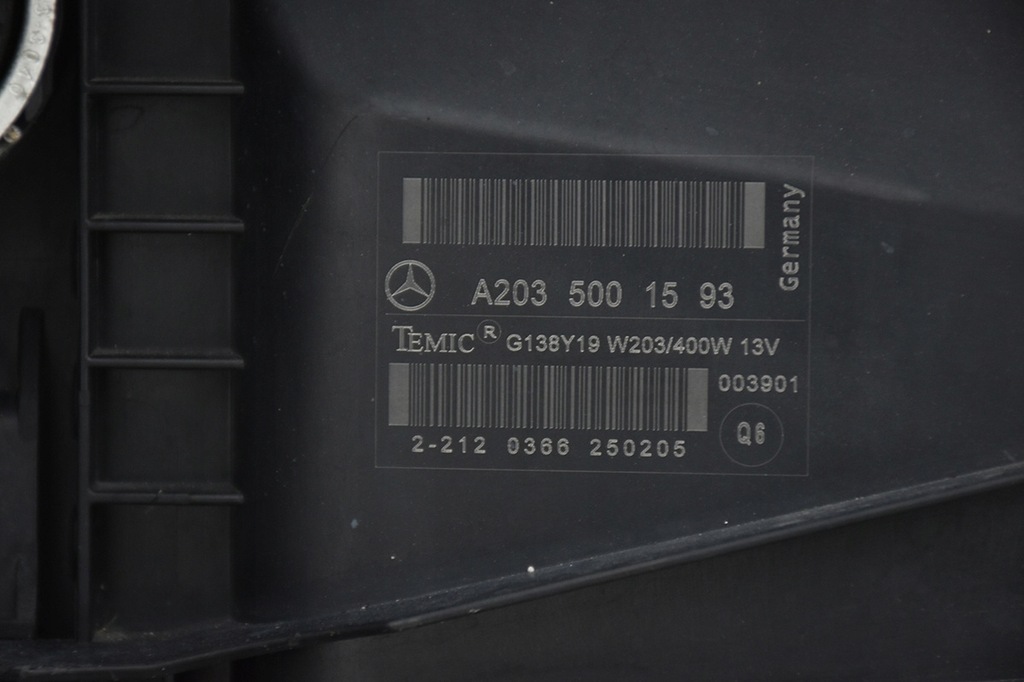 Germany
A203 500 15 93
TEMIC® G138Y19 W203/400W 13V
003901
2-212 0366 250205
Q6